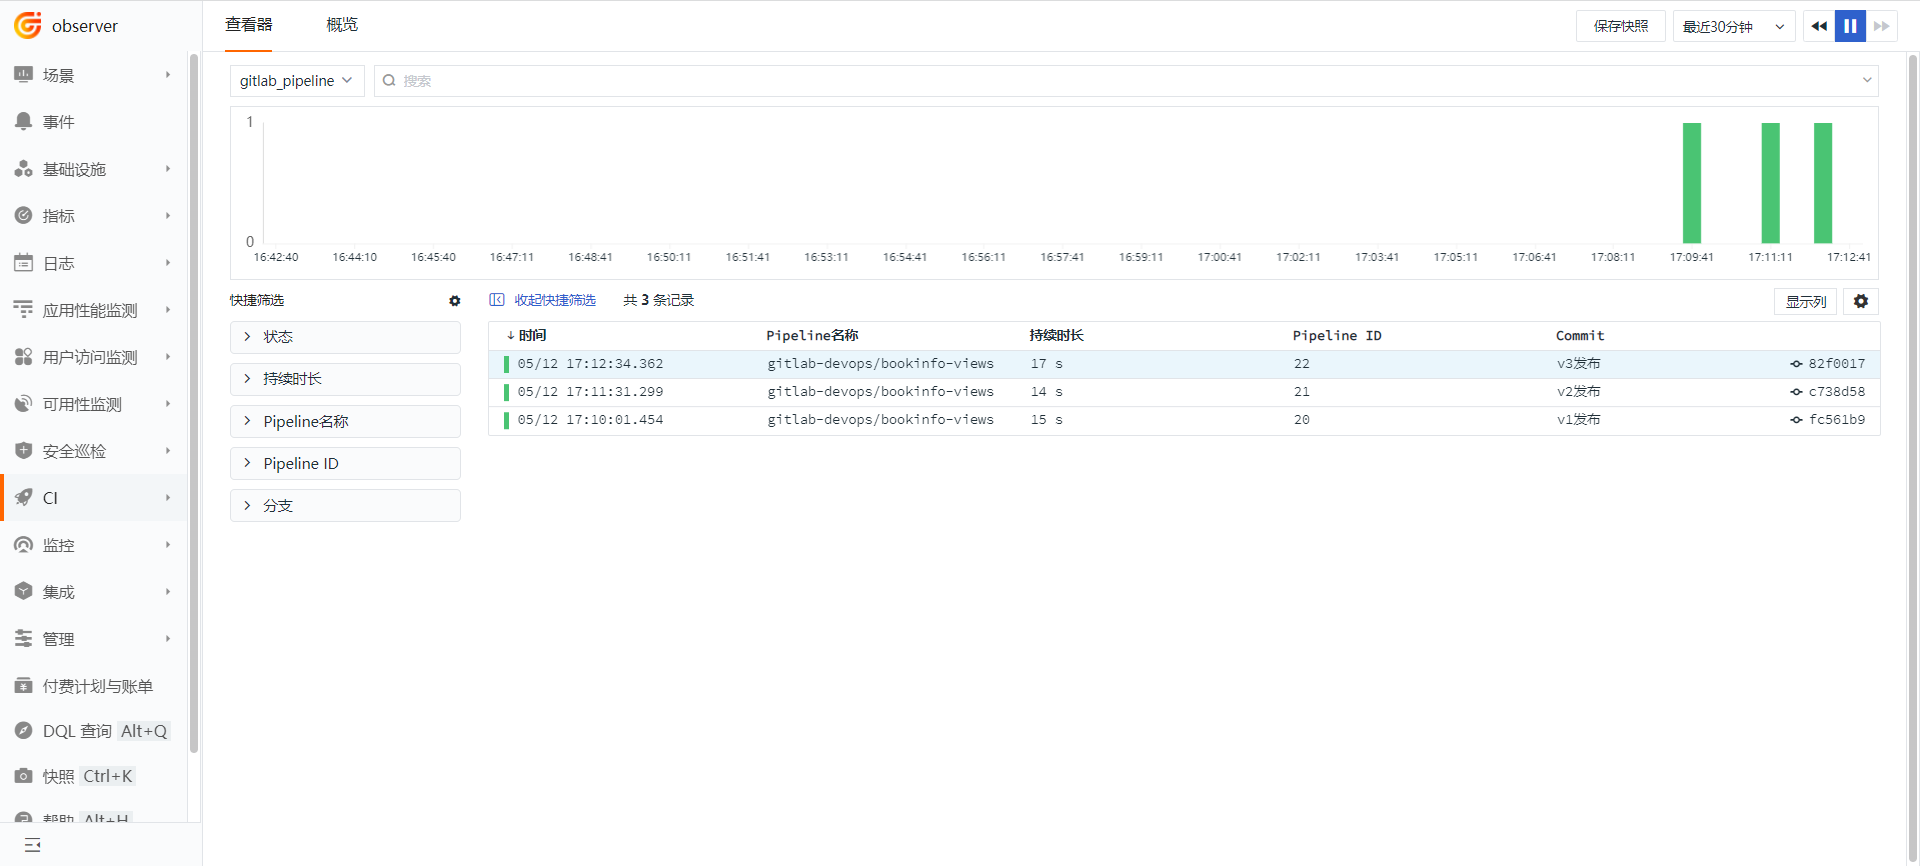 observer
场景
事件
基础设施
指标
日志
应用性能监测
用户访问监测
可用性监测
安全巡检
CI
监控
集成
管理
付费计划与账单
DQL 查询 Alt+Q
快照 Ctrl+K
帮助 Alt+H
查看器 概览
保存快照 最近30分钟
gitlab_pipeline 搜索
1
0
16:42:40 16:44:10 16:45:40 16:47:11 16:48:41 16:50:11 16:51:41 16:53:11 16:54:41 16:56:11 16:57:41 16:59:11 17:00:41 17:02:11 17:03:41 17:05:11 17:06:41 17:08:11 17:09:41 17:11:11 17:12:41
快捷筛选
状态
持续时长
Pipeline名称
Pipeline ID
分支
收起快捷筛选 共 3 条记录 显示列
↓时间 Pipeline名称 持续时长 Pipeline ID Commit
05/12 17:12:34.362 gitlab-devops/bookinfo-views 17 s 22 v3发布 82f0017
05/12 17:11:31.299 gitlab-devops/bookinfo-views 14 s 21 v2发布 c738d58
05/12 17:10:01.454 gitlab-devops/bookinfo-views 15 s 20 v1发布 fc561b9